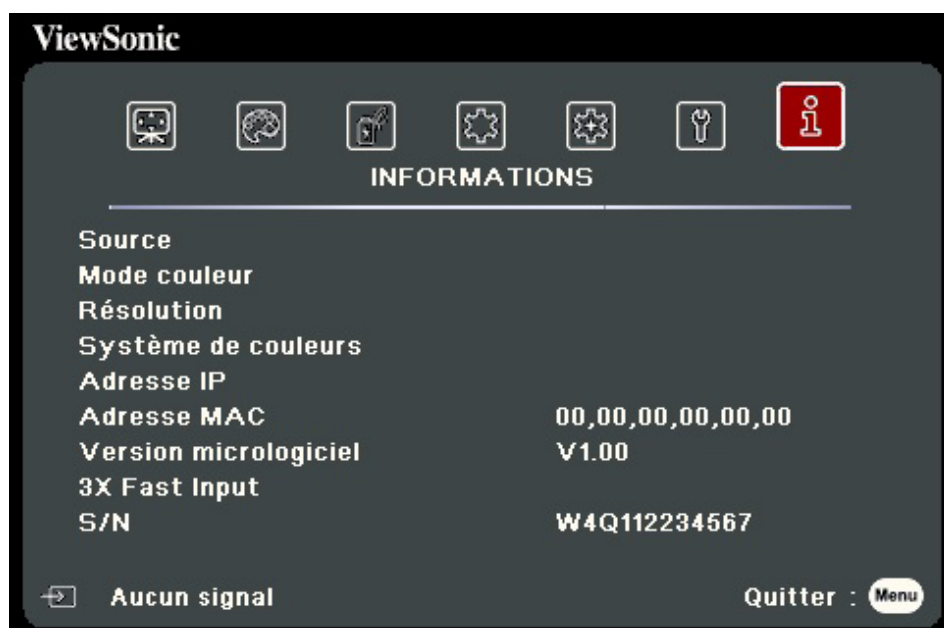 ViewSonic
INFORMATIONS
Source
Mode couleur
Résolution
Système de couleurs
Adresse IP
Adresse MAC 00,00,00,00,00,00
Version micrologiciel V1.00
3X Fast Input
S/N W4Q112234567
Aucun signal Quitter : Menu